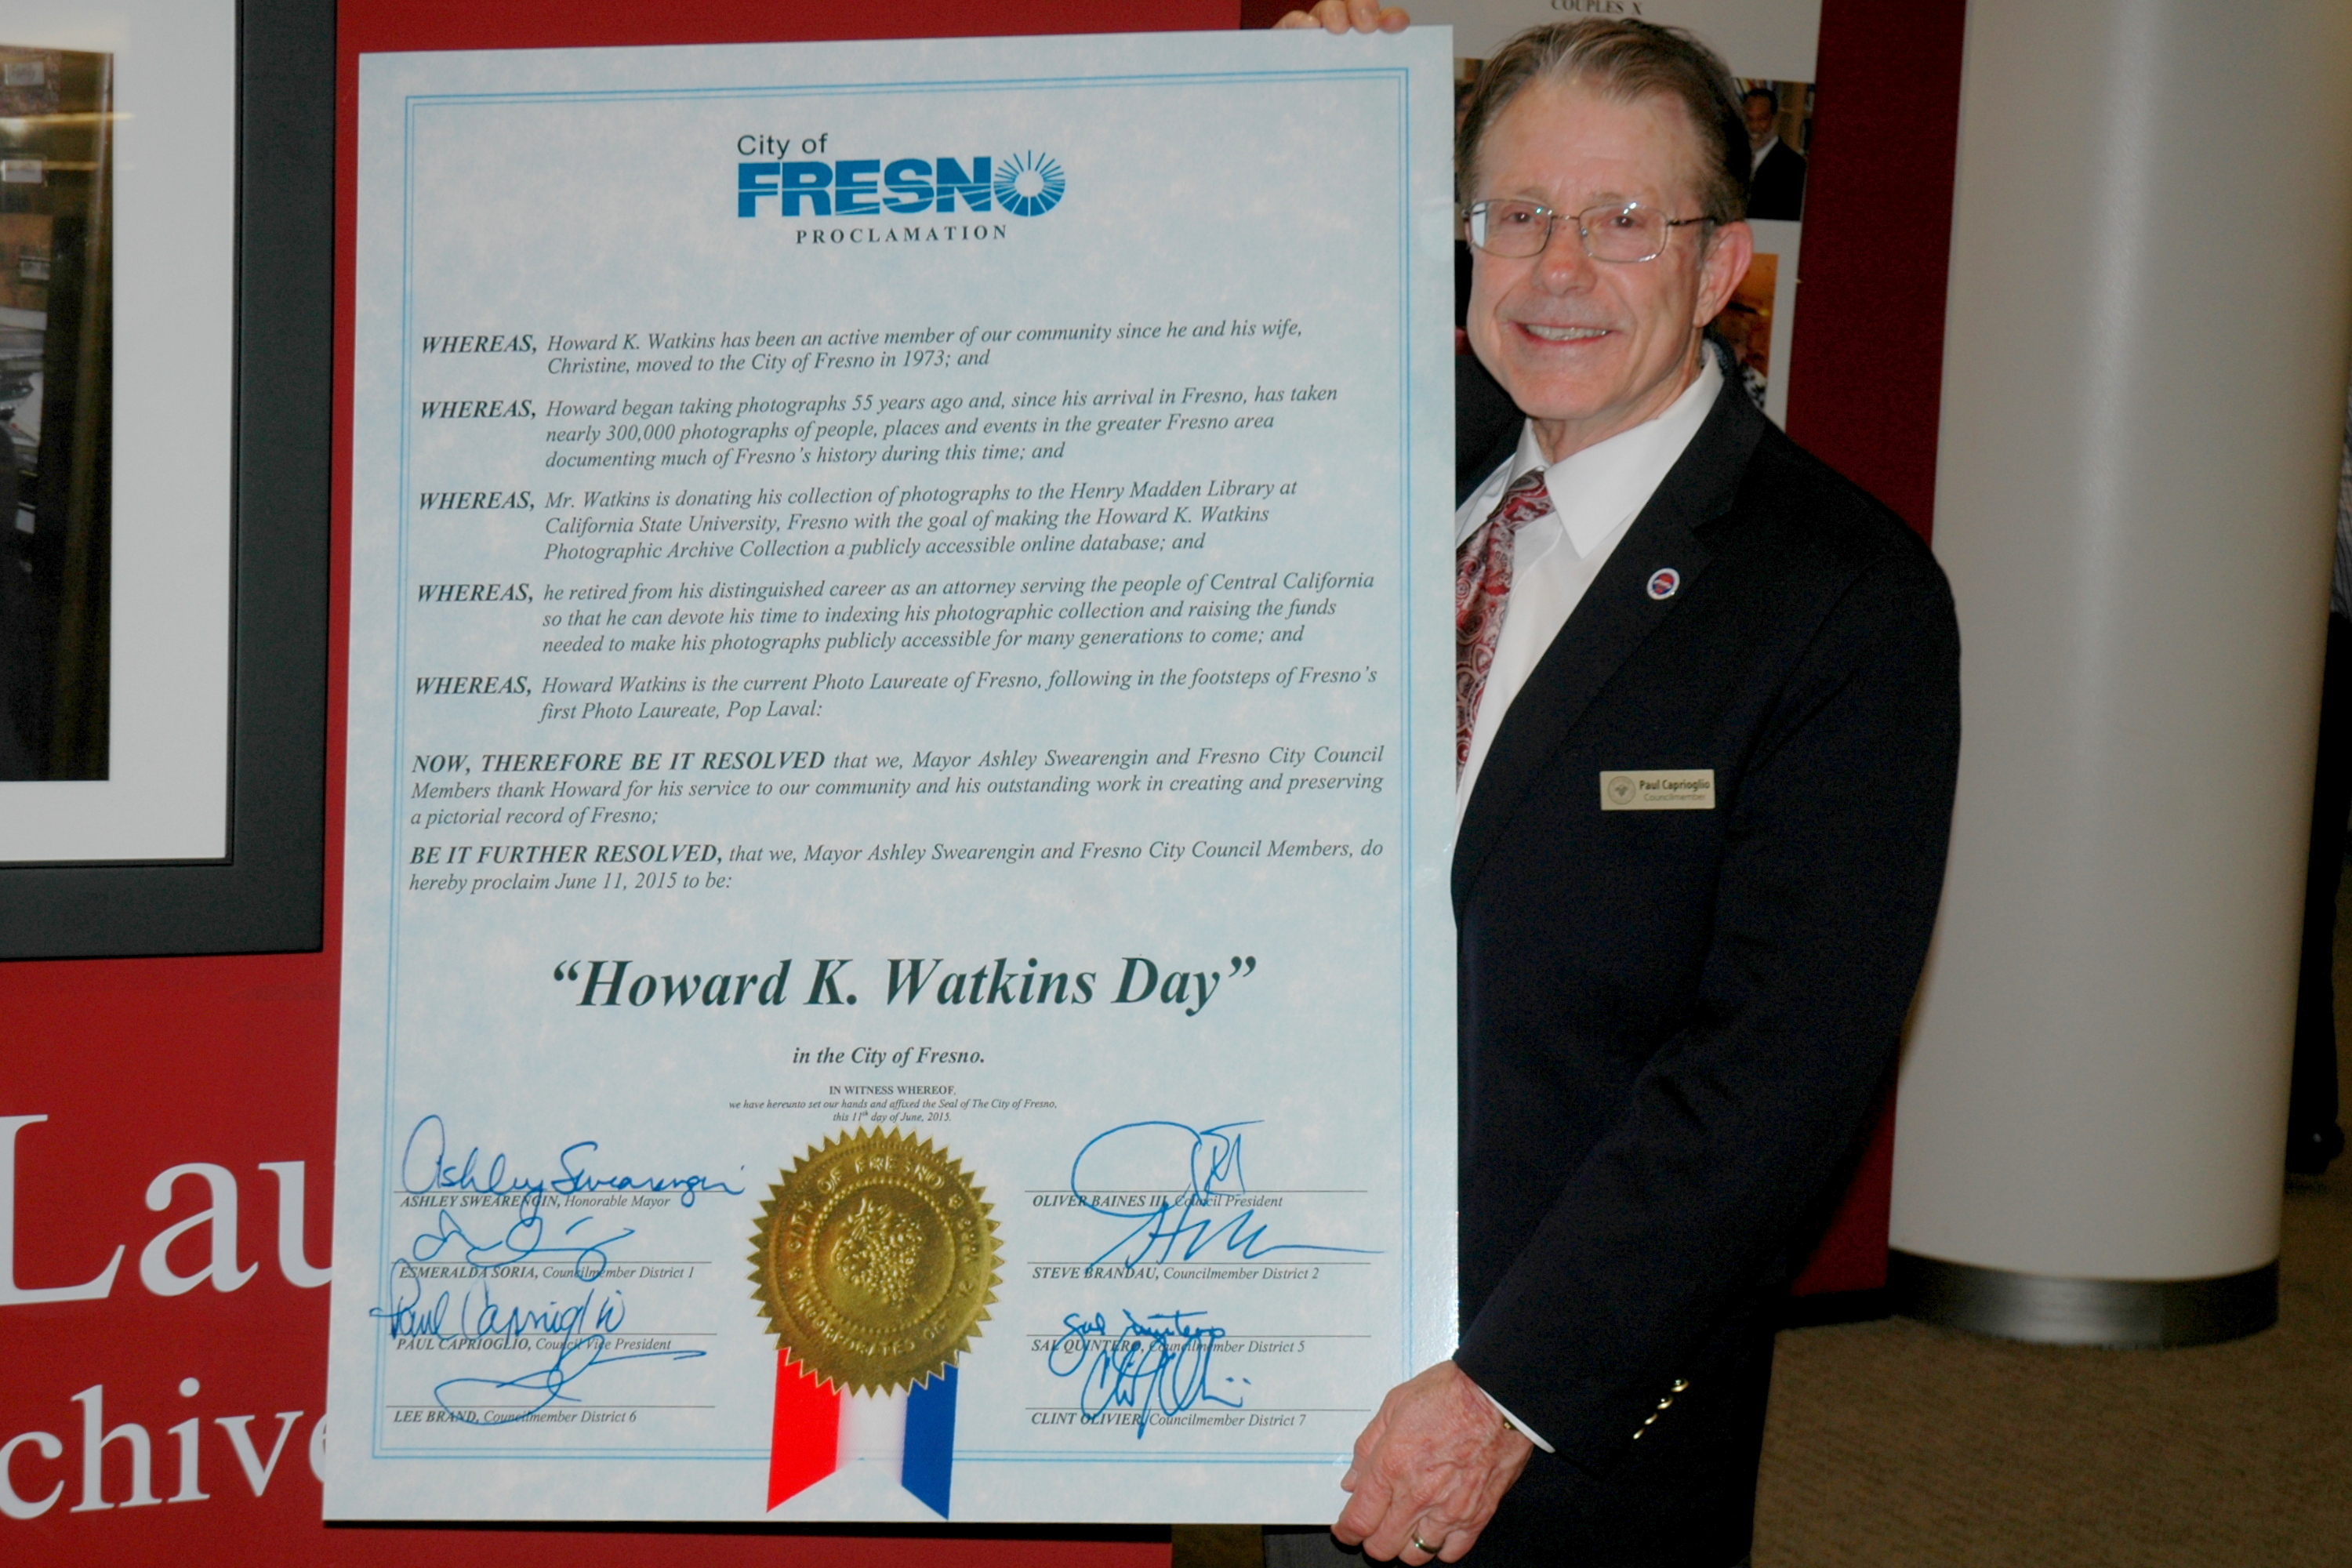 COUPLES X
City of
FRESNO
PROCLAMATION
WHEREAS, Howard K. Watkins has been an active member of our community since he and his wife,
Christine, moved to the City of Fresno in 1973; and
WHEREAS, Howard began taking photographs 55 years ago and, since his arrival in Fresno, has taken
nearly 300,000 photographs of people, places and events in the greater Fresno area
documenting much of Fresno's history during this time; and
WHEREAS, Mr. Watkins is donating his collection of photographs to the Henry Madden Library at
California State University, Fresno with the goal of making the Howard K. Watkins
Photographic Archive Collection a publicly accessible online database; and
WHEREAS, he retired from his distinguished career as an attorney serving the people of Central California
so that he can devote his time to indexing his photographic collection and raising the funds
needed to make his photographs publicly accessible for many generations to come; and
WHEREAS, Howard Watkins is the current Photo Laureate of Fresno, following in the footsteps of Fresno's
first Photo Laureate, Pop Laval:
NOW, THEREFORE BE IT RESOLVED that we, Mayor Ashley Swearengin and Fresno City Council
Members thank Howard for his service to our community and his outstanding work in creating and preserving
a pictorial record of Fresno;
BE IT FURTHER RESOLVED, that we, Mayor Ashley Swearengin and Fresno City Council Members, do
hereby proclaim June 11, 2015 to be:
"Howard K. Watkins Day"
in the City of Fresno.
IN WITNESS WHEREOF,
we have hereunto set our hands and affixed the Seal of The City of Fresno,
this 11th day of June, 2015.
Ashley Swearengin
ASHLEY SWEARENGIN, Honorable Mayor
OLIVER BAINES III, Council President
ESMERALDA SORIA, Councilmember District 1
STEVE BRANDAU, Councilmember District 2
Paul Caprioglio
PAUL CAPRIOGLIO, Council Vice President
Sal Quintero
SAL QUINTERO, Councilmember District 5
LEE BRAND, Councilmember District 6
CLINT OLIVIER, Councilmember District 7
CITY OF FRESNO
INCORPORATED OCT. 12
Paul Caprioglio
Councilmember
Lau
chive